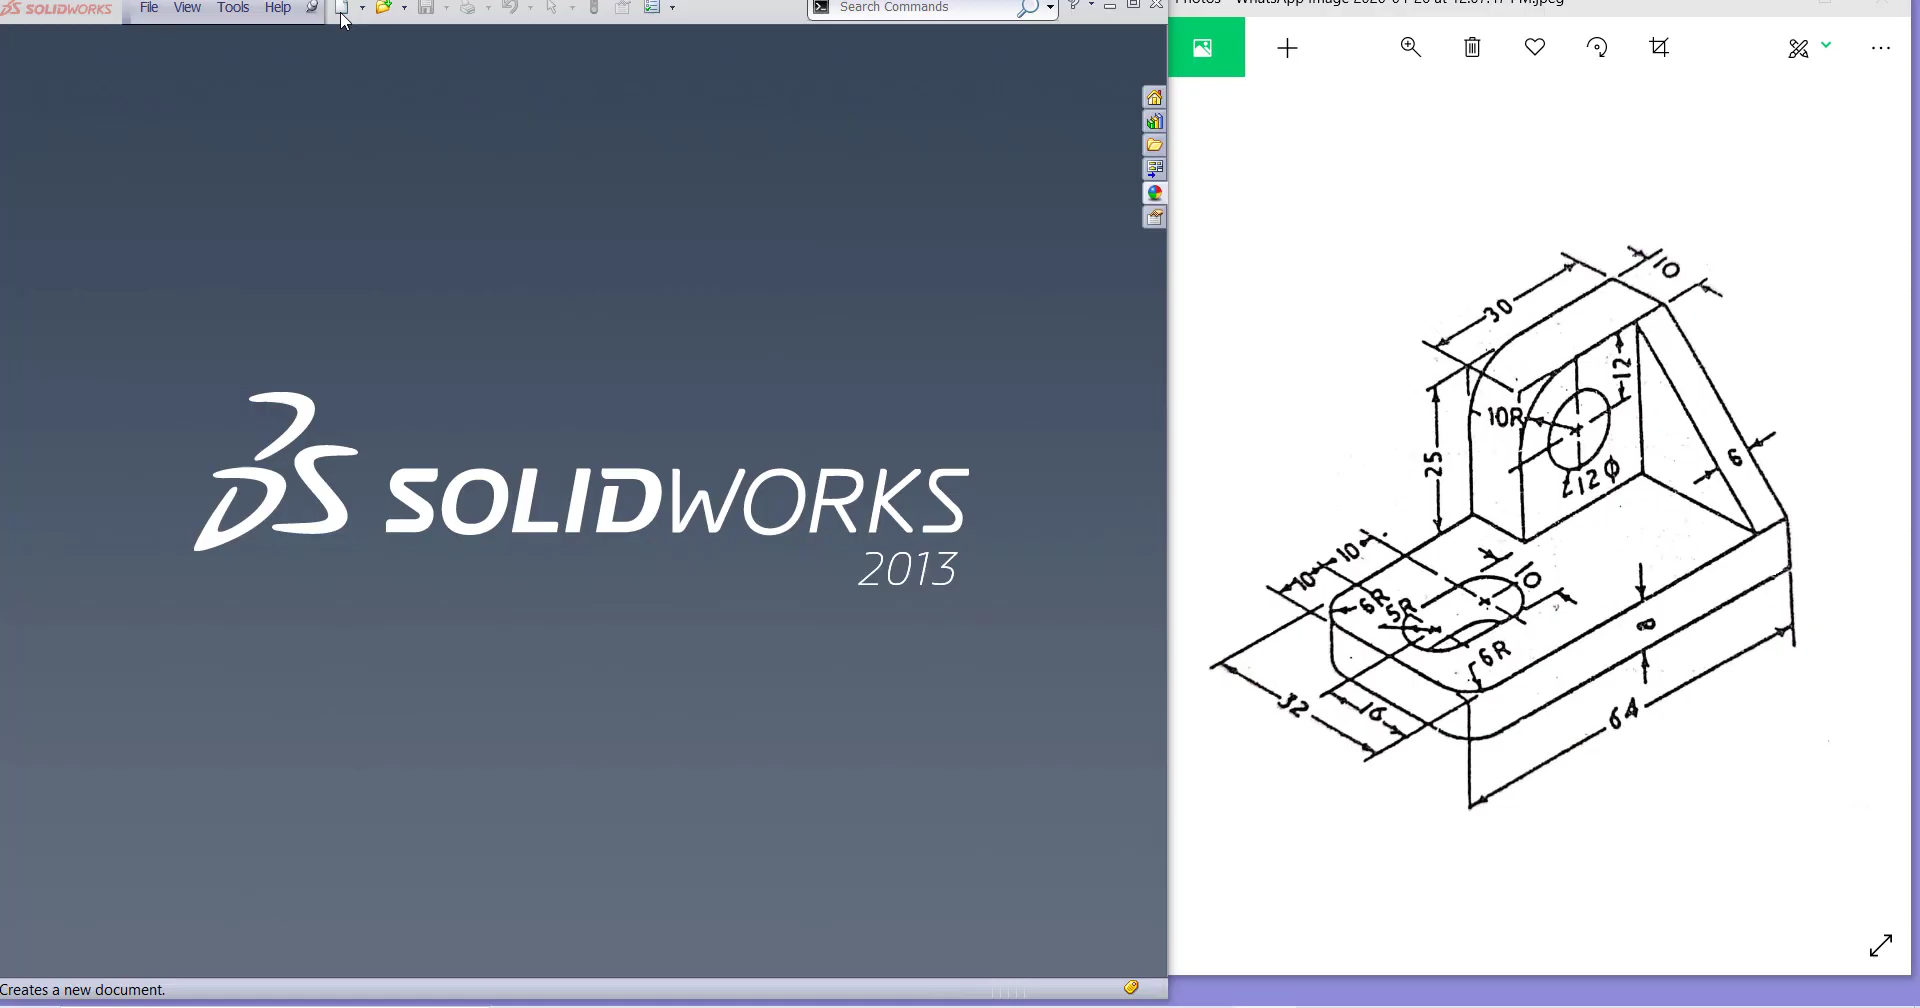 SOLIDWORKS
File View Tools Help
Search Commands
SOLIDWORKS
2013
Creates a new document.
10
30
12
10R
25
12Φ
6
10
10
10
6R
5R
8
6R
32
16
64